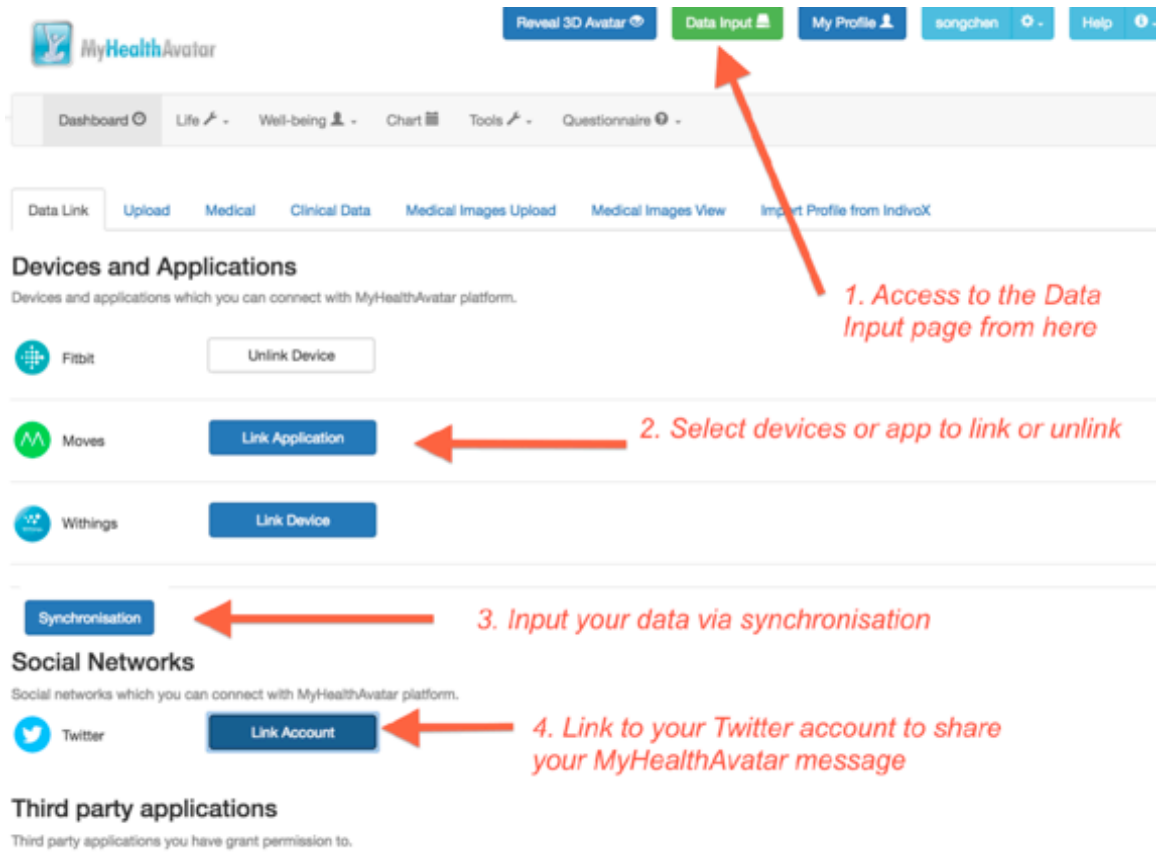 Reveal 3D Avatar Data Input My Profile songchen Help
MyHealthAvatar
Dashboard Life Well-being Chart Tools Questionnaire
Data Link Upload Medical Clinical Data Medical Images Upload Medical Images View Import Profile from IndivoX
Devices and Applications
Devices and applications which you can connect with MyHealthAvatar platform.
1. Access to the Data
Input page from here
Fitbit Unlink Device
Moves Link Application
2. Select devices or app to link or unlink
Withings Link Device
Synchronisation
3. Input your data via synchronisation
Social Networks
Social networks which you can connect with MyHealthAvatar platform.
Twitter Link Account
4. Link to your Twitter account to share
your MyHealthAvatar message
Third party applications
Third party applications you have grant permission to.